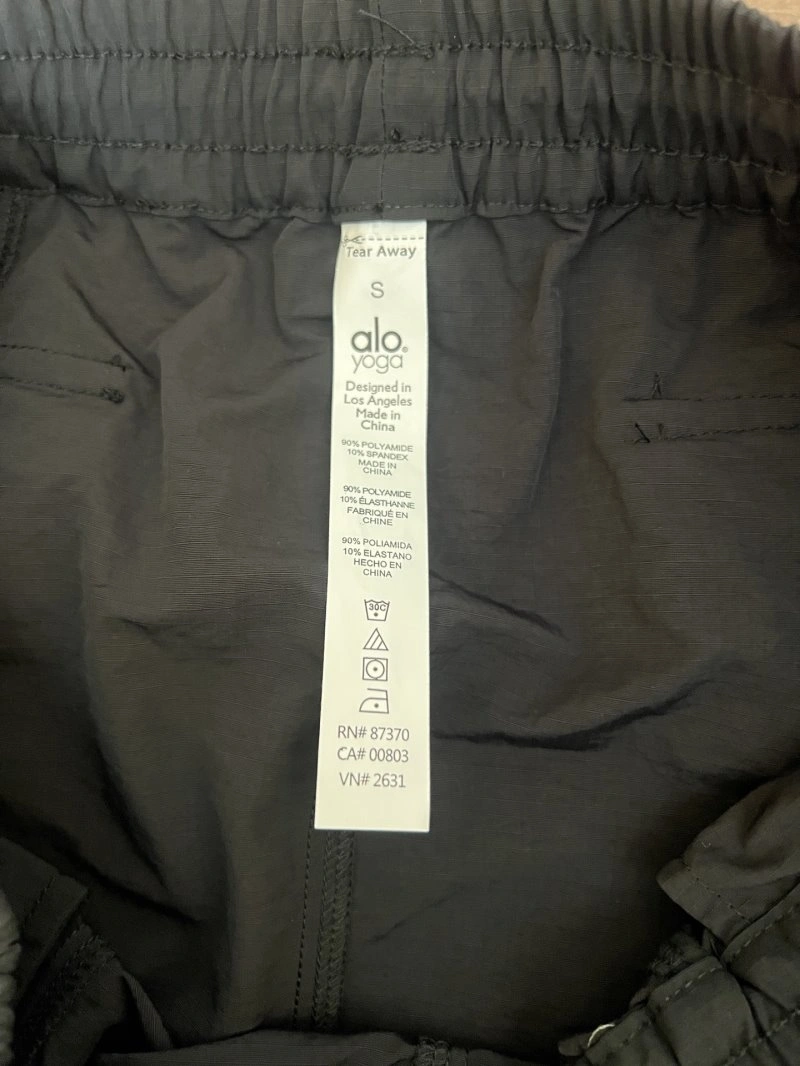 Tear Away
S
alo®
yoga
Designed in
Los Angeles
Made in
China
90% POLYAMIDE
10% SPANDEX
MADE IN
CHINA
90% POLYAMIDE
10% ÉLASTHANNE
FABRIQUÉ EN
CHINE
90% POLIAMIDA
10% ELASTANO
HECHO EN
CHINA
30C
RN# 87370
CA# 00803
VN# 2631